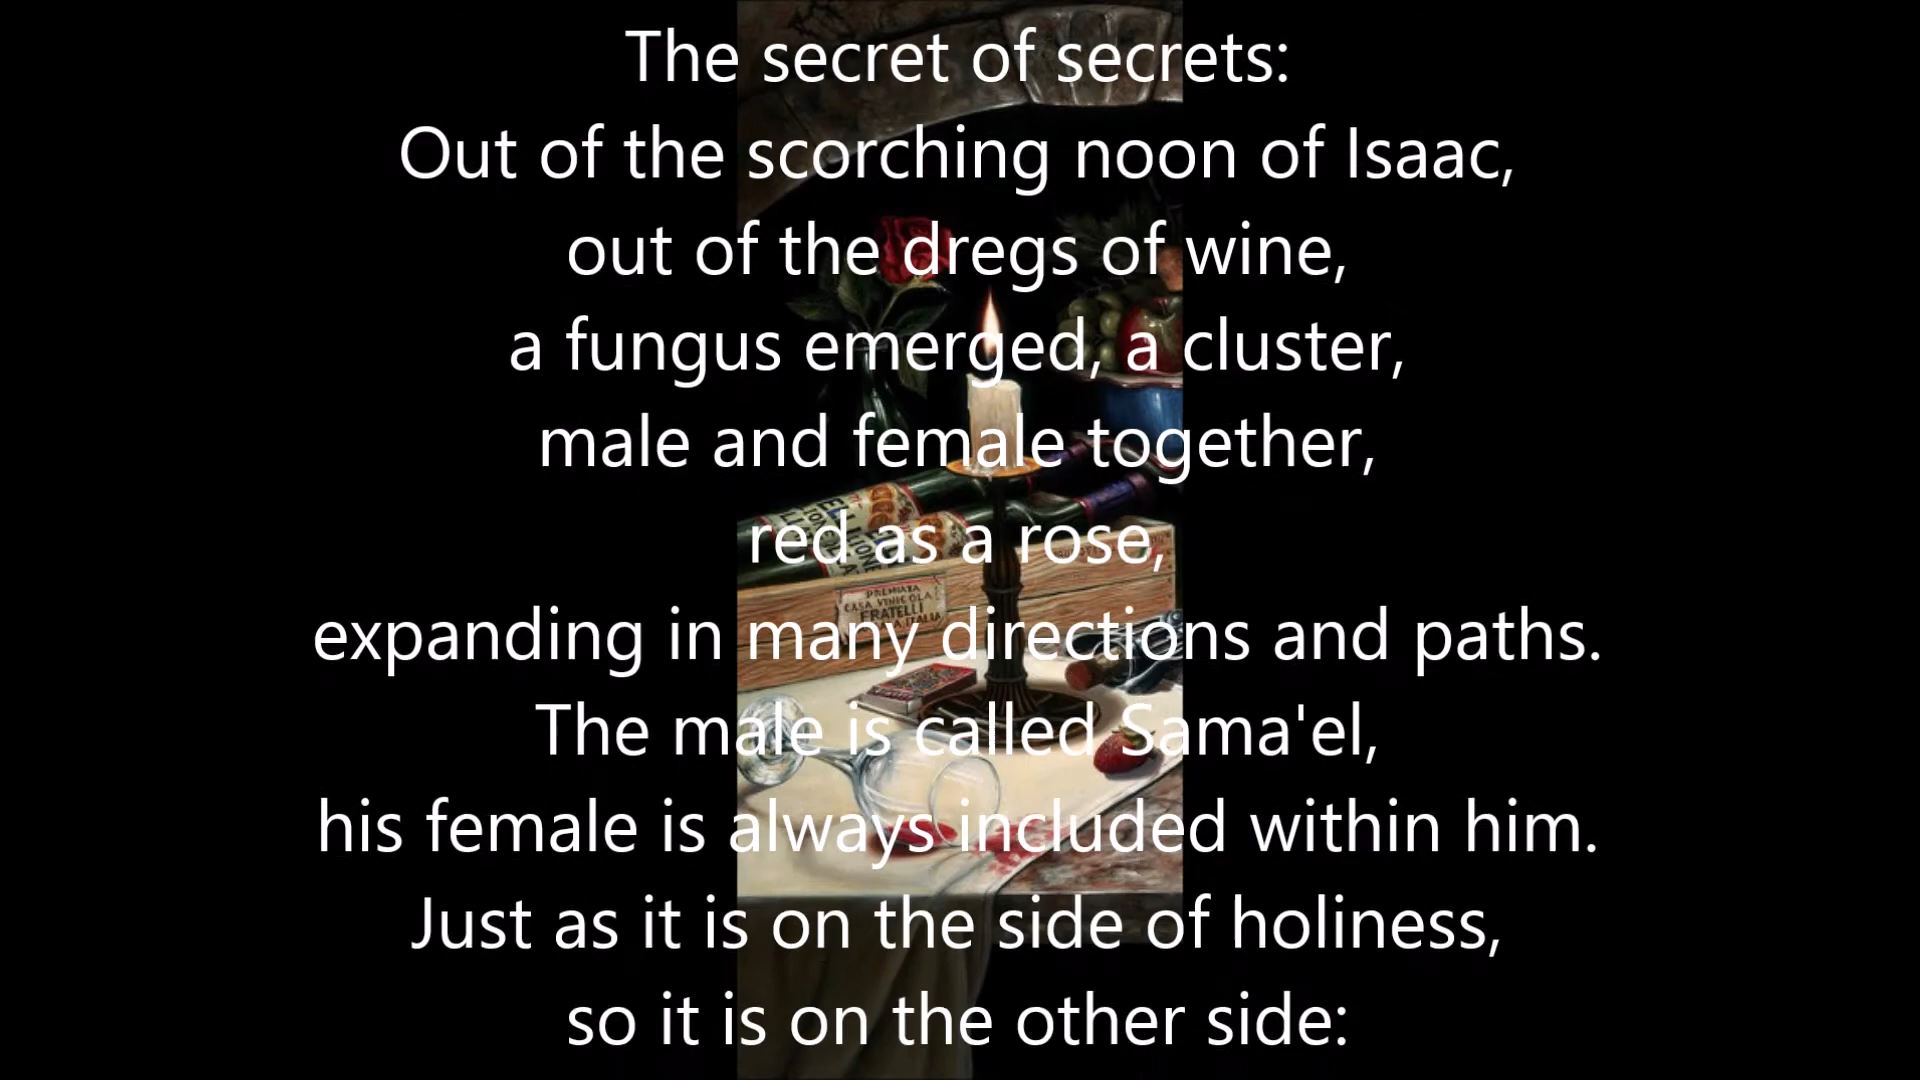 The secret of secrets:
Out of the scorching noon of Isaac,
out of the dregs of wine,
a fungus emerged, a cluster,
male and female together,
red as a rose,
expanding in many directions and paths.
The male is called Sama'el,
his female is always included within him.
Just as it is on the side of holiness,
so it is on the other side:
CASA VINICOLA
FRATELLI